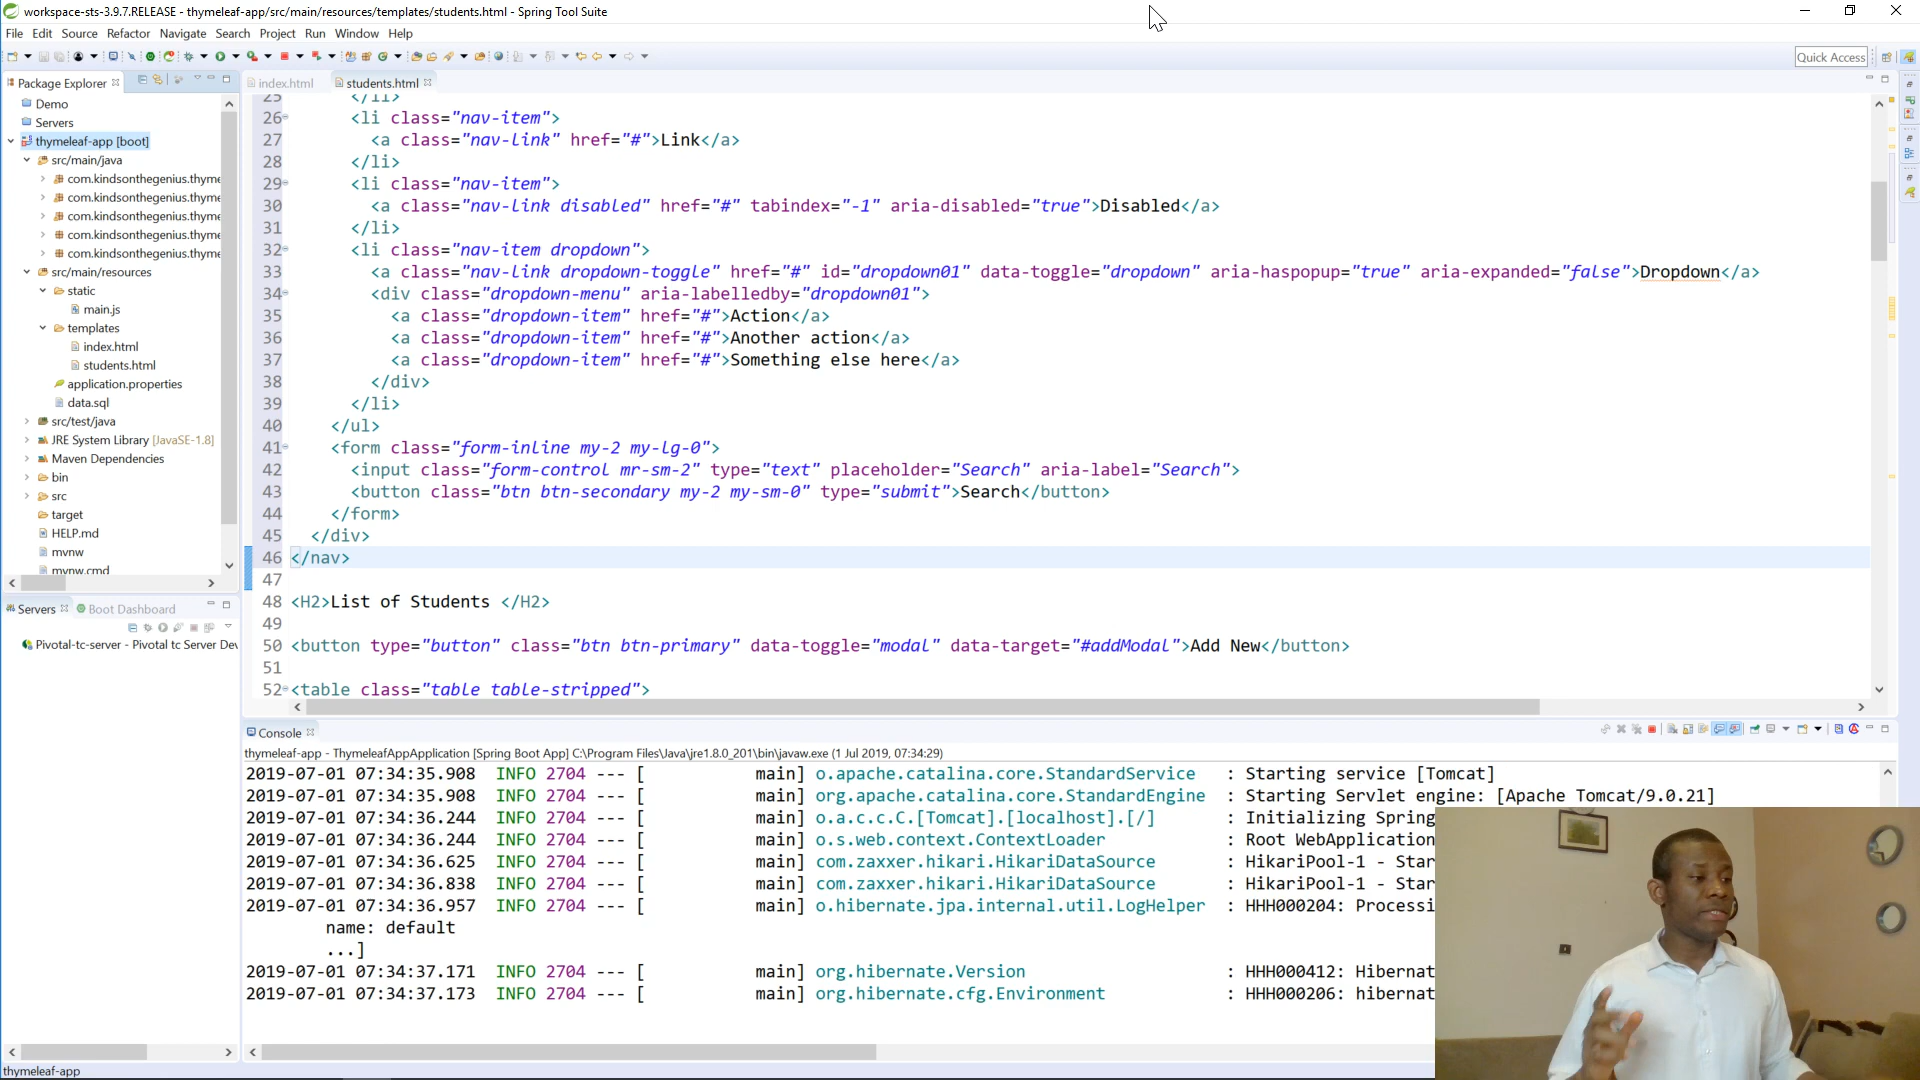 workspace-sts-3.9.7.RELEASE - thymeleaf-app/src/main/resources/templates/students.html - Spring Tool Suite
File Edit Source Refactor Navigate Search Project Run Window Help
Quick Access
Package Explorer
index.html
students.html
Demo
Servers
thymeleaf-app [boot]
src/main/java
com.kindsonthegenius.thyme
com.kindsonthegenius.thyme
com.kindsonthegenius.thyme
com.kindsonthegenius.thyme
com.kindsonthegenius.thyme
src/main/resources
static
main.js
templates
index.html
students.html
application.properties
data.sql
src/test/java
JRE System Library [JavaSE-1.8]
Maven Dependencies
bin
src
target
HELP.md
mvnw
mvnw.cmd
25 </li>
26 <li class="nav-item">
27 <a class="nav-link" href="#">Link</a>
28 </li>
29 <li class="nav-item">
30 <a class="nav-link disabled" href="#" tabindex="-1" aria-disabled="true">Disabled</a>
31 </li>
32 <li class="nav-item dropdown">
33 <a class="nav-link dropdown-toggle" href="#" id="dropdown01" data-toggle="dropdown" aria-haspopup="true" aria-expanded="false">Dropdown</a>
34 <div class="dropdown-menu" aria-labelledby="dropdown01">
35 <a class="dropdown-item" href="#">Action</a>
36 <a class="dropdown-item" href="#">Another action</a>
37 <a class="dropdown-item" href="#">Something else here</a>
38 </div>
39 </li>
40 </ul>
41 <form class="form-inline my-2 my-lg-0">
42 <input class="form-control mr-sm-2" type="text" placeholder="Search" aria-label="Search">
43 <button class="btn btn-secondary my-2 my-sm-0" type="submit">Search</button>
44 </form>
45 </div>
46 </nav>
47
48 <H2>List of Students </H2>
49
50 <button type="button" class="btn btn-primary" data-toggle="modal" data-target="#addModal">Add New</button>
51
52 <table class="table table-stripped">
Servers
Boot Dashboard
Pivotal-tc-server - Pivotal tc Server Dev
Console
thymeleaf-app - ThymeleafAppApplication [Spring Boot App] C:\Program Files\Java\jre1.8.0_201\bin\javaw.exe (1 Jul 2019, 07:34:29)
2019-07-01 07:34:35.908 INFO 2704 --- [ main] o.apache.catalina.core.StandardService : Starting service [Tomcat]
2019-07-01 07:34:35.908 INFO 2704 --- [ main] org.apache.catalina.core.StandardEngine : Starting Servlet engine: [Apache Tomcat/9.0.21]
2019-07-01 07:34:36.244 INFO 2704 --- [ main] o.a.c.c.C.[Tomcat].[localhost].[/] : Initializing Spring
2019-07-01 07:34:36.244 INFO 2704 --- [ main] o.s.web.context.ContextLoader : Root WebApplication
2019-07-01 07:34:36.625 INFO 2704 --- [ main] com.zaxxer.hikari.HikariDataSource : HikariPool-1 - Star
2019-07-01 07:34:36.838 INFO 2704 --- [ main] com.zaxxer.hikari.HikariDataSource : HikariPool-1 - Star
2019-07-01 07:34:36.957 INFO 2704 --- [ main] o.hibernate.jpa.internal.util.LogHelper : HHH000204: Processi
name: default
...]
2019-07-01 07:34:37.171 INFO 2704 --- [ main] org.hibernate.Version : HHH000412: Hibernat
2019-07-01 07:34:37.173 INFO 2704 --- [ main] org.hibernate.cfg.Environment : HHH000206: hibernat
thymeleaf-app